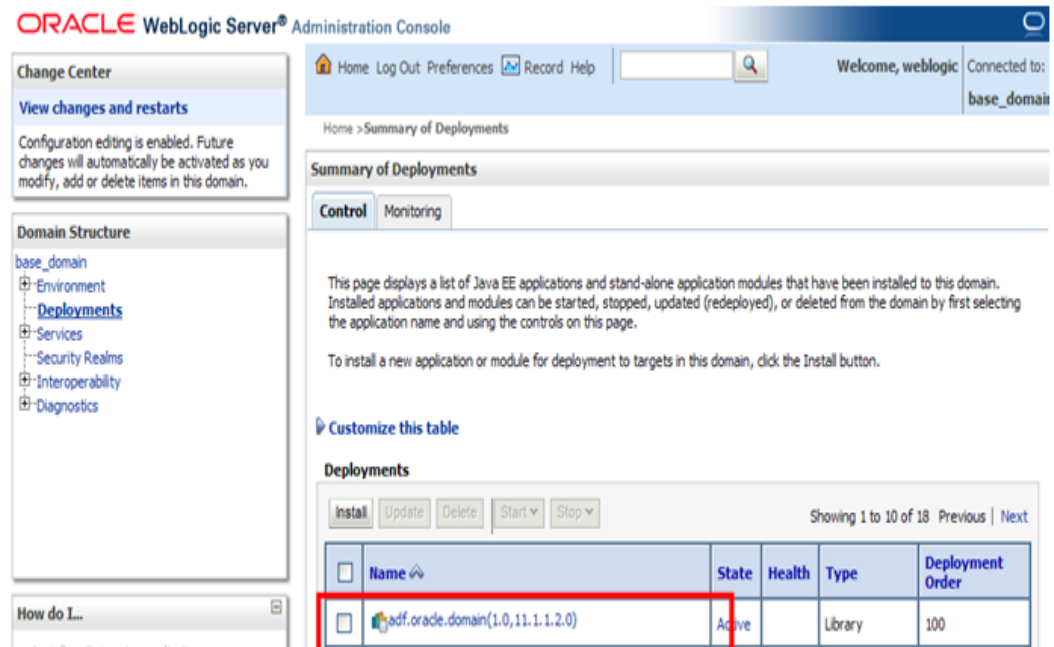 ORACLE WebLogic Server® Administration Console
Change Center
View changes and restarts
Configuration editing is enabled. Future
changes will automatically be activated as you
modify, add or delete items in this domain.
Domain Structure
base_domain
Environment
Deployments
Services
Security Realms
Interoperability
Diagnostics
How do I...
Home Log Out Preferences Record Help
Welcome, weblogic
Connected to:
base_domain
Home >Summary of Deployments
Summary of Deployments
Control Monitoring
This page displays a list of Java EE applications and stand-alone application modules that have been installed to this domain.
Installed applications and modules can be started, stopped, updated (redeployed), or deleted from the domain by first selecting
the application name and using the controls on this page.
To install a new application or module for deployment to targets in this domain, click the Install button.
Customize this table
Deployments
Install Update Delete Start Stop
Showing 1 to 10 of 18 Previous | Next
Name State Health Type Deployment
Order
adf.oracle.domain(1.0,11.1.1.2.0) Active Library 100